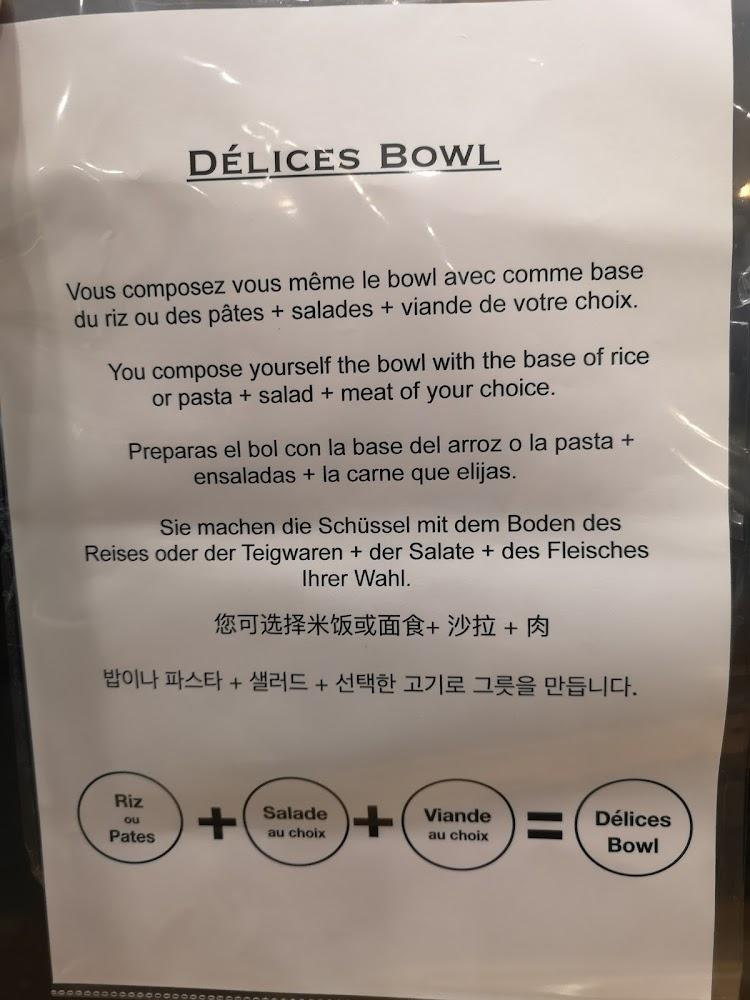 DÉLICES BOWL
Vous composez vous même le bowl avec comme base
du riz ou des pâtes + salades + viande de votre choix.
You compose yourself the bowl with the base of rice
or pasta + salad + meat of your choice.
Preparas el bol con la base del arroz o la pasta +
ensaladas + la carne que elijas.
Sie machen die Schüssel mit dem Boden des
Reises oder der Teigwaren + der Salate + des Fleisches
Ihrer Wahl.
您可选择米饭或面食+ 沙拉 + 肉
밥이나 파스타 + 샐러드 + 선택한 고기로 그릇을 만듭니다.
Riz
ou
Pates
+
Salade
au choix
+
Viande
au choix
=
Délices
Bowl